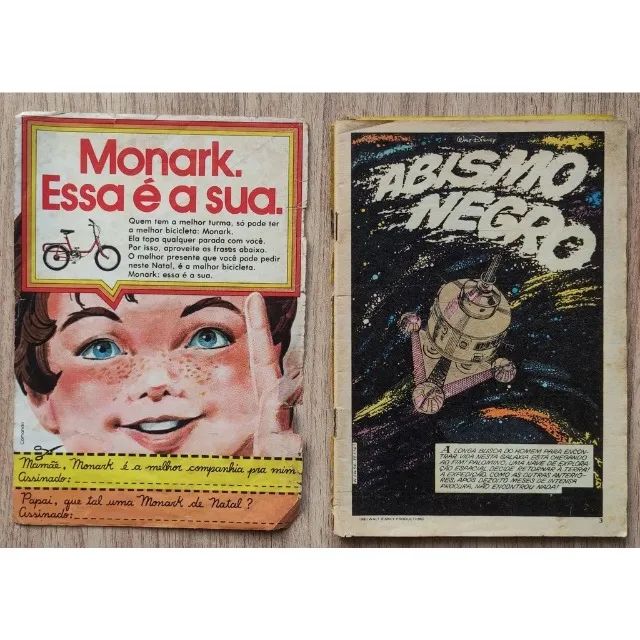 Monark.
Essa é a sua.
Quem tem a melhor turma, só pode ter
a melhor bicicleta: Monark.
Ela topa qualquer parada com você.
Por isso, aproveite as frases abaixo.
O melhor presente que você pode pedir
neste Natal, é a melhor bicicleta.
Monark: essa é a sua.
Mamãe, Monark é a melhor companhia pra mim
Assinado:
Papai, que tal uma Monark de Natal?
Assinado:
WALT DISNEY
ABISMO
NEGRO
A LONGA BUSCA DO HOMEM PARA ENCON-
TRAR VIDA NESTA GALÁXIA ESTÁ CHEGANDO
AO FIM! PALOMINO, UMA NAVE DE EXPLORA-
ÇÃO ESPACIAL, DECIDE RETORNAR À TERRA!
A EXPEDIÇÃO, COMO AS OUTRAS ANTERIO-
RES, APÓS DEZOITO MESES DE INTENSA
PROCURA, NÃO ENCONTROU NADA!
WALT DISNEY PRODUCTIONS
3